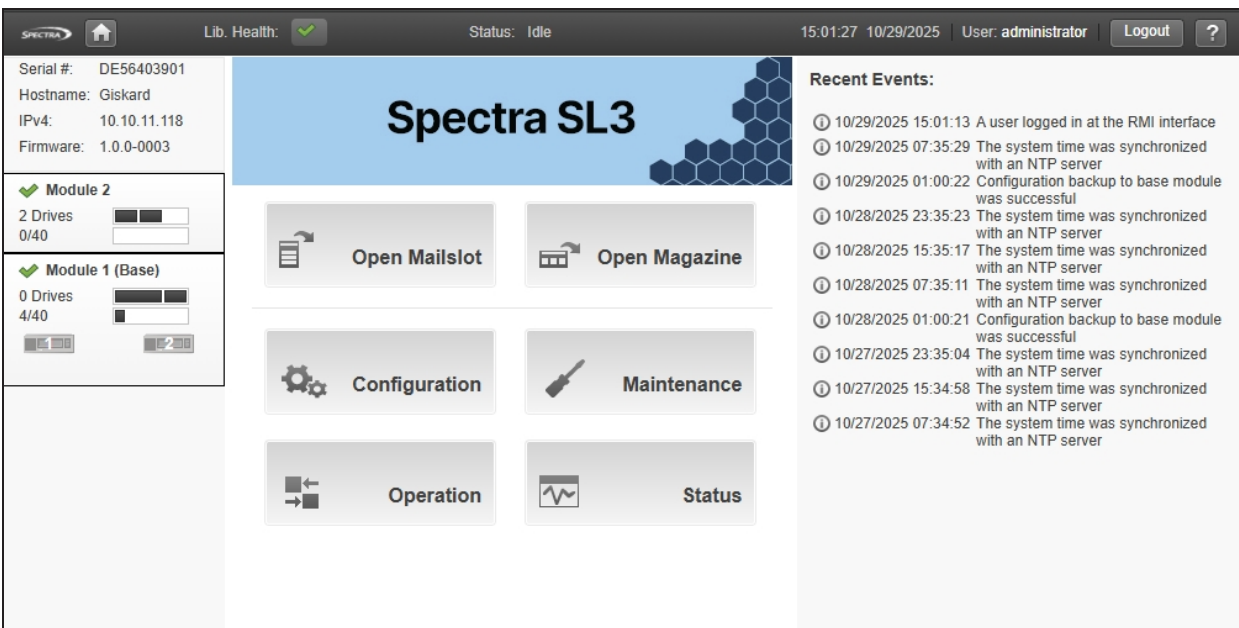 SPECTRA
Lib. Health:
Status: Idle
15:01:27 10/29/2025
User: administrator
Logout
?
Serial #: DE56403901
Hostname: Giskard
IPv4: 10.10.11.118
Firmware: 1.0.0-0003
Module 2
2 Drives
0/40
Module 1 (Base)
0 Drives
4/40
1
2
Spectra SL3
Open Mailslot
Open Magazine
Configuration
Maintenance
Operation
Status
Recent Events:
10/29/2025 15:01:13 A user logged in at the RMI interface
10/29/2025 07:35:29 The system time was synchronized
with an NTP server
10/29/2025 01:00:22 Configuration backup to base module
was successful
10/28/2025 23:35:23 The system time was synchronized
with an NTP server
10/28/2025 15:35:17 The system time was synchronized
with an NTP server
10/28/2025 07:35:11 The system time was synchronized
with an NTP server
10/28/2025 01:00:21 Configuration backup to base module
was successful
10/27/2025 23:35:04 The system time was synchronized
with an NTP server
10/27/2025 15:34:58 The system time was synchronized
with an NTP server
10/27/2025 07:34:52 The system time was synchronized
with an NTP server